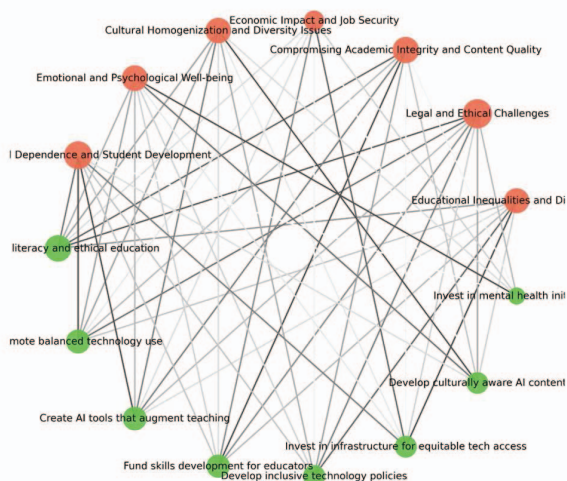 Economic Impact and Job Security
Cultural Homogenization and Diversity Issues
Compromising Academic Integrity and Content Quality
Emotional and Psychological Well-being
Legal and Ethical Challenges
l Dependence and Student Development
Educational Inequalities and Di
literacy and ethical education
Invest in mental health init
mote balanced technology use
Develop culturally aware AI content
Create AI tools that augment teaching
Invest in infrastructure for equitable tech access
Fund skills development for educators
Develop inclusive technology policies